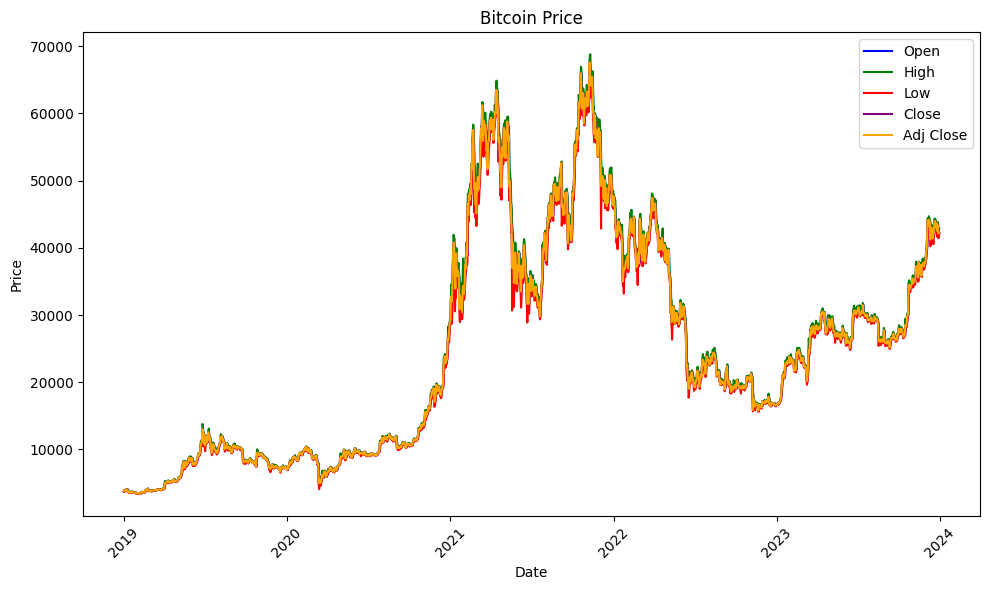 Bitcoin Price
70000
60000
50000
40000
30000
20000
10000
Price
Open
High
Low
Close
Adj Close
2019
2020
2021
2022
2023
2024
Date